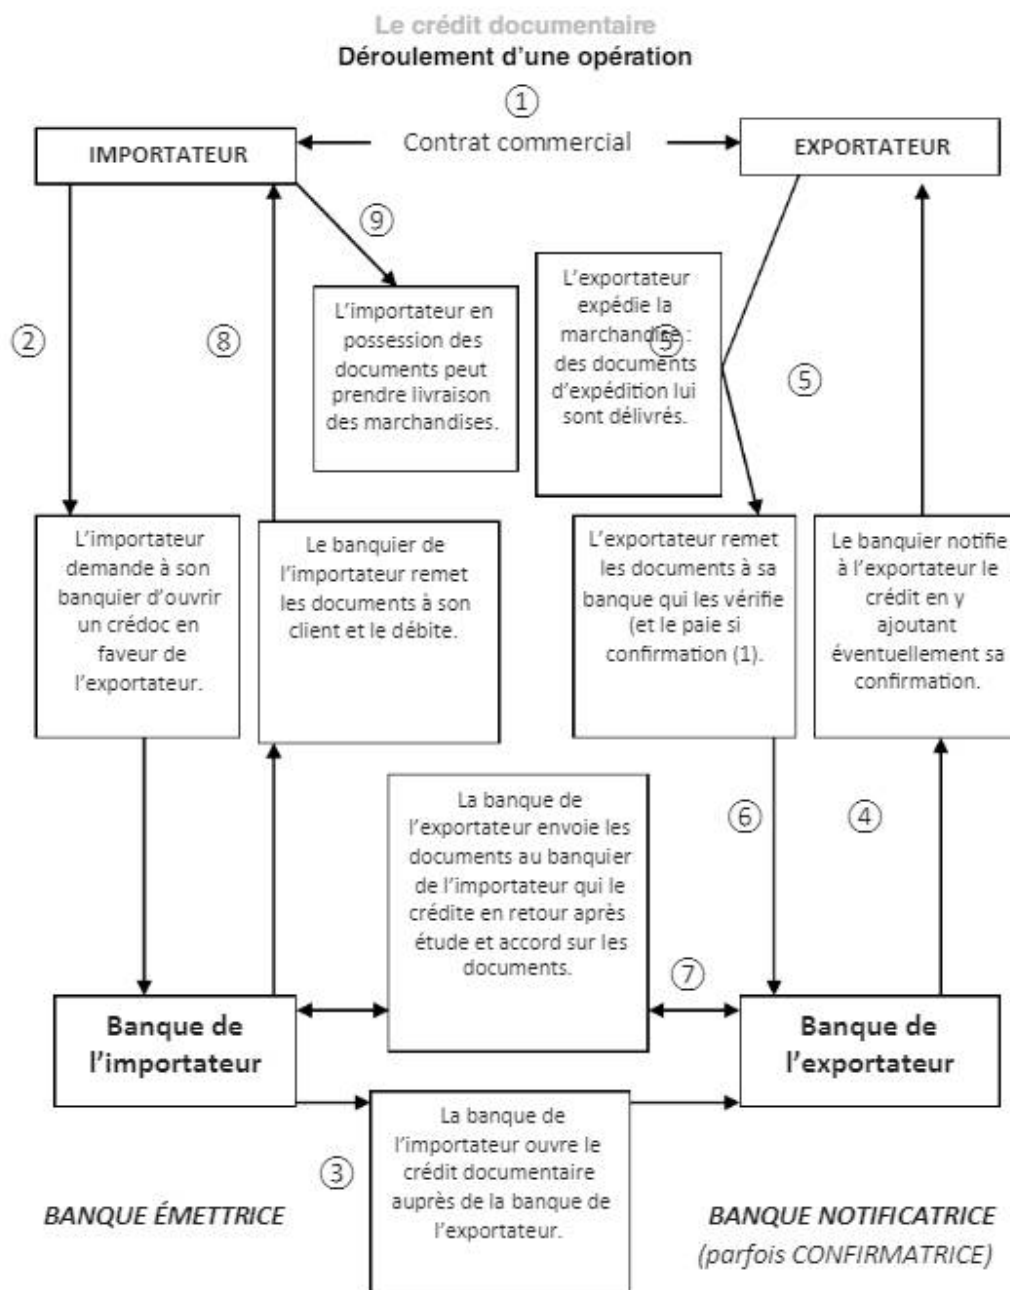 Le crédit documentaire
Déroulement d'une opération
①
IMPORTATEUR
Contrat commercial
EXPORTATEUR
⑨
②
⑧
L'importateur en
possession des
documents peut
prendre livraison
des marchandises.
L'exportateur
expédie la
marchandise :
des documents
d'expédition lui
sont délivrés.
⑤
⑤
L'importateur
demande à son
banquier d'ouvrir
un crédoc en
faveur de
l'exportateur.
Le banquier de
l'importateur remet
les documents à son
client et le débite.
L'exportateur remet
les documents à sa
banque qui les vérifie
(et le paie si
confirmation (1).
Le banquier notifie
à l'exportateur le
crédit en y
ajoutant
éventuellement sa
confirmation.
La banque de
l'exportateur envoie les
documents au banquier
de l'importateur qui le
crédite en retour après
étude et accord sur les
documents.
⑥
④
⑦
Banque de
l'importateur
Banque de
l'exportateur
③
La banque de
l'importateur ouvre le
crédit documentaire
auprès de la banque de
l'exportateur.
BANQUE ÉMETTRICE
BANQUE NOTIFICATRICE
(parfois CONFIRMATRICE)